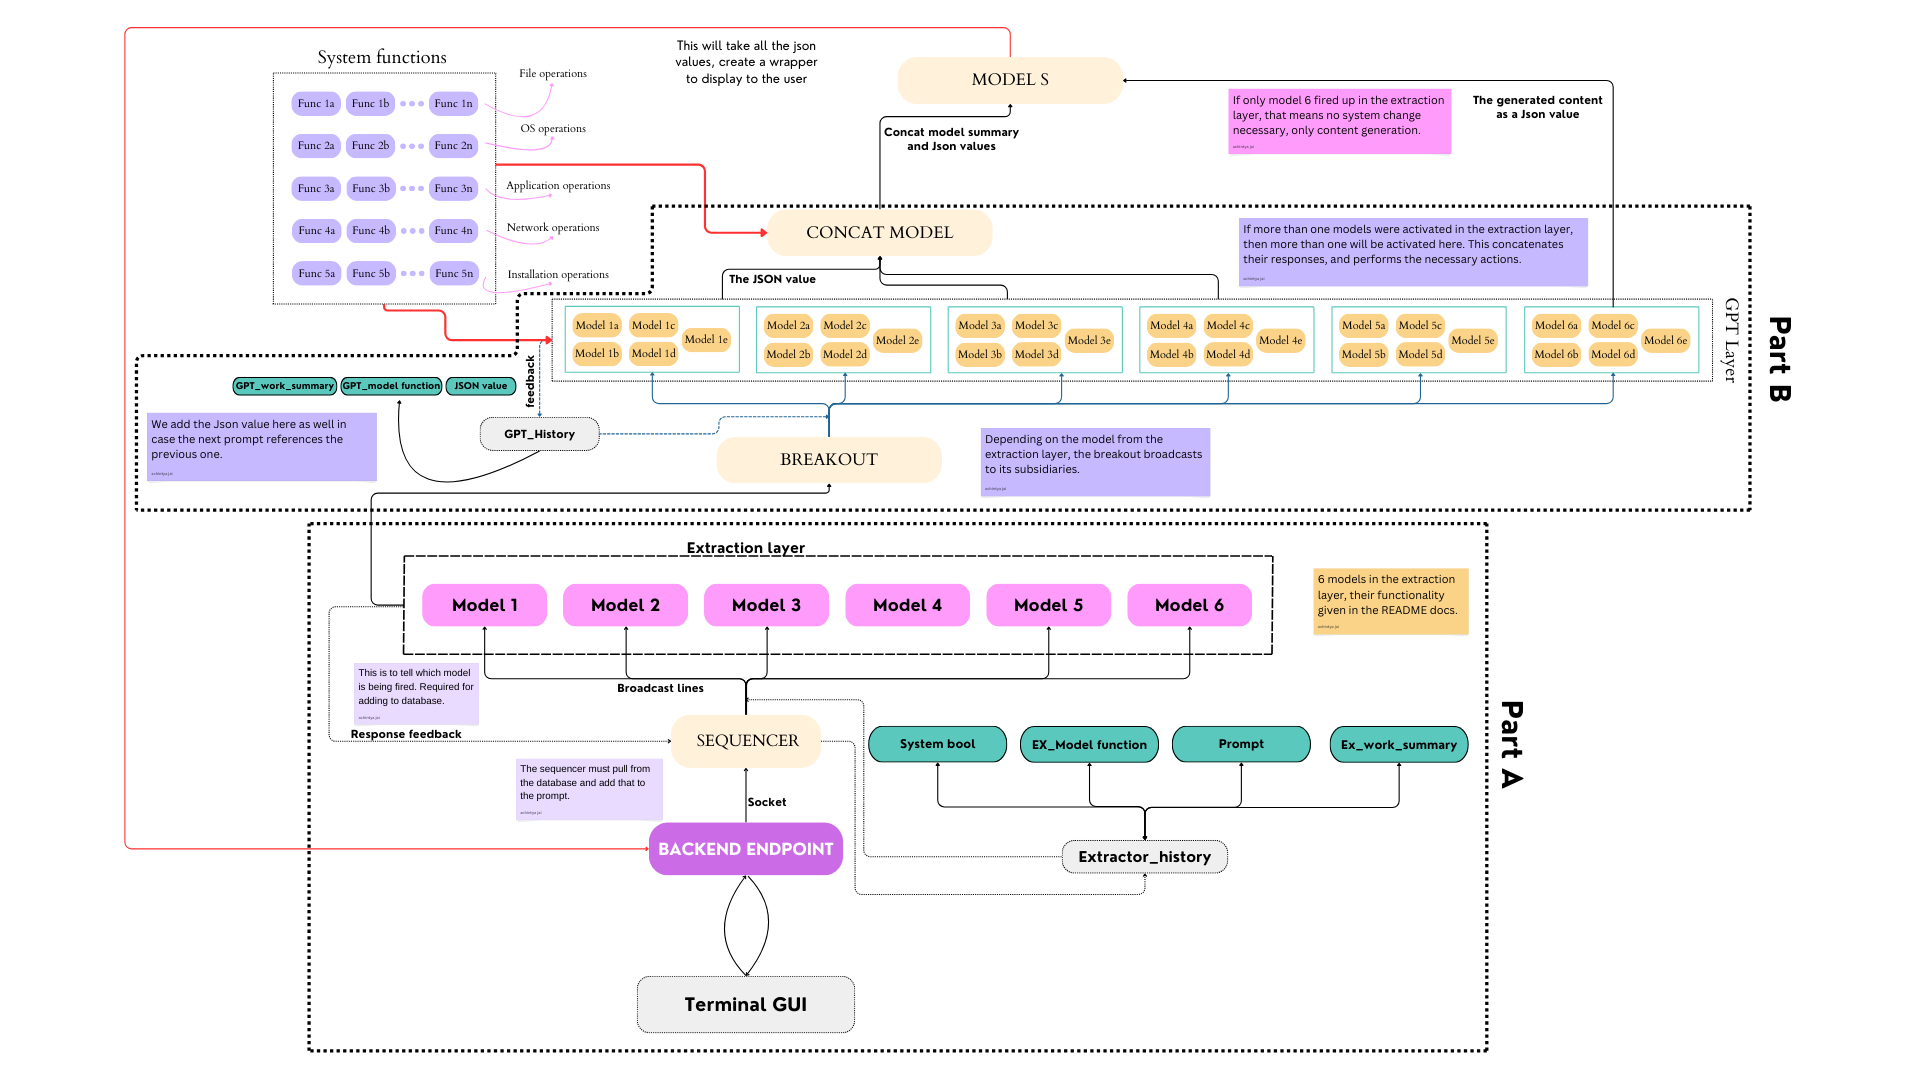 System functions
Func 1a Func 1b Func 1n
Func 2a Func 2b Func 2n
Func 3a Func 3b Func 3n
Func 4a Func 4b Func 4n
Func 5a Func 5b Func 5n
File operations
OS operations
Application operations
Network operations
Installation operations
This will take all the json
values, create a wrapper
to display to the user
MODEL S
Concat model summary
and Json values
If only model 6 fired up in the extraction
layer, that means no system change
necessary, only content generation.
The generated content
as a Json value
CONCAT MODEL
If more than one models were activated in the extraction layer,
then more than one will be activated here. This concatenates
their responses, and performs the necessary actions.
The JSON value
GPT Layer
Part B
Model 1a Model 1c
Model 1e
Model 1b Model 1d
Model 2a Model 2c
Model 2e
Model 2b Model 2d
Model 3a Model 3c
Model 3e
Model 3b Model 3d
Model 4a Model 4c
Model 4e
Model 4b Model 4d
Model 5a Model 5c
Model 5e
Model 5b Model 5d
Model 6a Model 6c
Model 6e
Model 6b Model 6d
feedback
GPT_work_summary GPT_model function JSON value
We add the Json value here as well in
case the next prompt references the
previous one.
GPT_History
BREAKOUT
Depending on the model from the
extraction layer, the breakout broadcasts
to its subsidiaries.
Extraction layer
Model 1 Model 2 Model 3 Model 4 Model 5 Model 6
6 models in the extraction
layer, their functionality
given in the README docs.
This is to tell which model
is being fired. Required for
adding to database.
Broadcast lines
Response feedback
SEQUENCER
The sequencer must pull from
the database and add that to
the prompt.
Socket
System bool EX_Model function Prompt Ex_work_summary
Part A
BACKEND ENDPOINT
Extractor_history
Terminal GUI